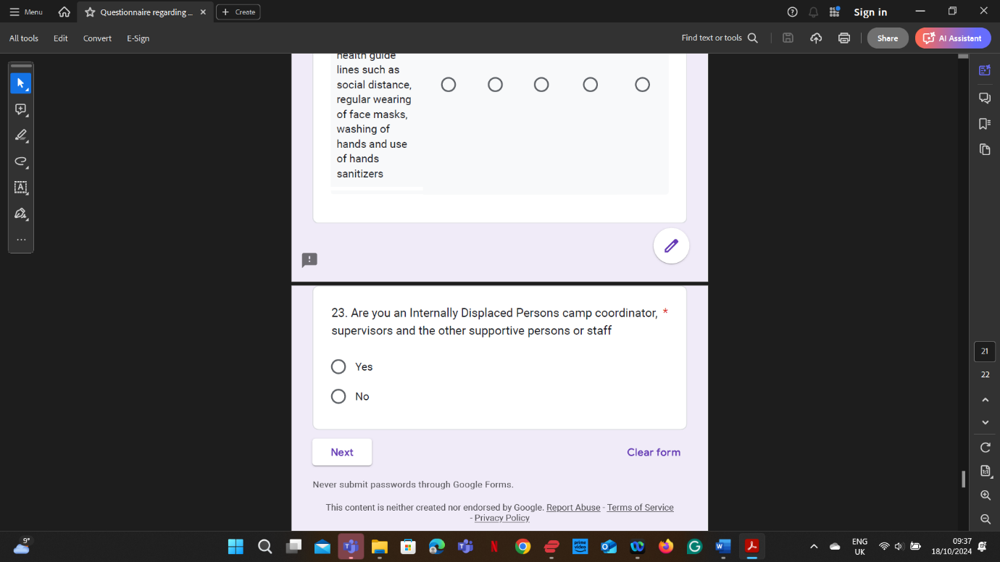 Menu
Questionnaire regarding ...
Create
Sign in
All tools
Edit
Convert
E-Sign
Find text or tools
Share
AI Assistant
health guide
lines such as
social distance,
regular wearing
of face masks,
washing of
hands and use
of hands
sanitizers
23. Are you an Internally Displaced Persons camp coordinator, *
supervisors and the other supportive persons or staff
Yes
No
Next
Clear form
Never submit passwords through Google Forms.
This content is neither created nor endorsed by Google. Report Abuse - Terms of Service
- Privacy Policy
21
22
9°
ENG
UK
09:37
18/10/2024